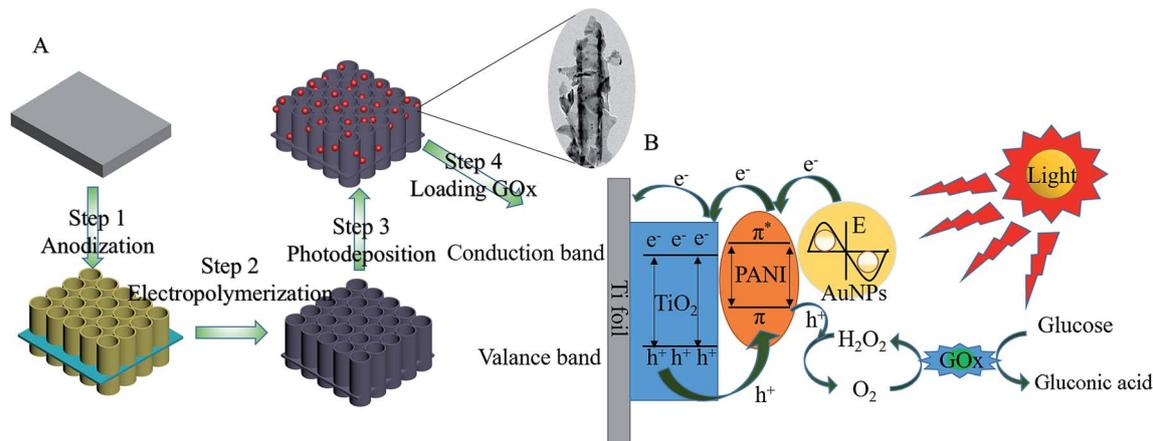 A
Step 1
Anodization
Step 2
Electropolymerization
Step 3
Photodeposition
Step 4
Loading GOx
B
Conduction band
Valance band
Ti foil
e- e- e-
e- e- e-
TiO2
h+ h+ h+
π*
PANI
π
E
AuNPs
h+
h+
H2O2
O2
GOx
Light
Glucose
Gluconic acid